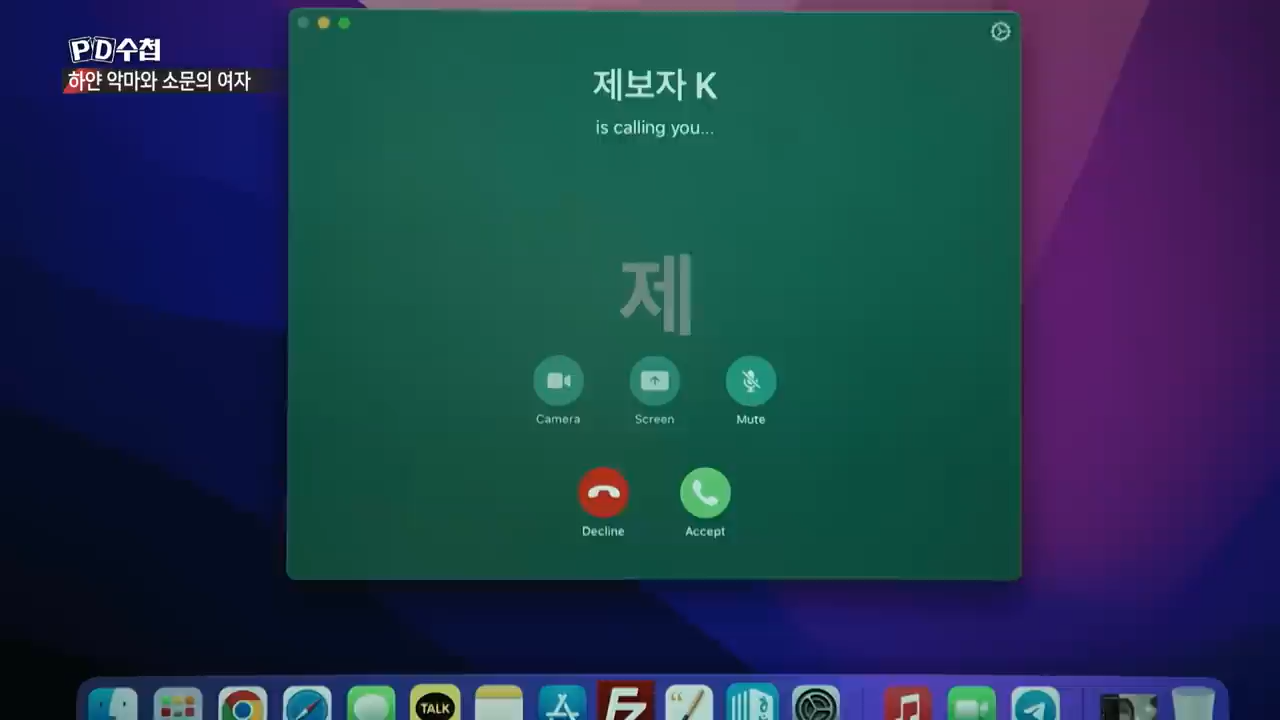 PD수첩
하얀 악마와 소문의 여자
제보자 K
is calling you...
제
Camera
Screen
Mute
Decline
Accept
TALK